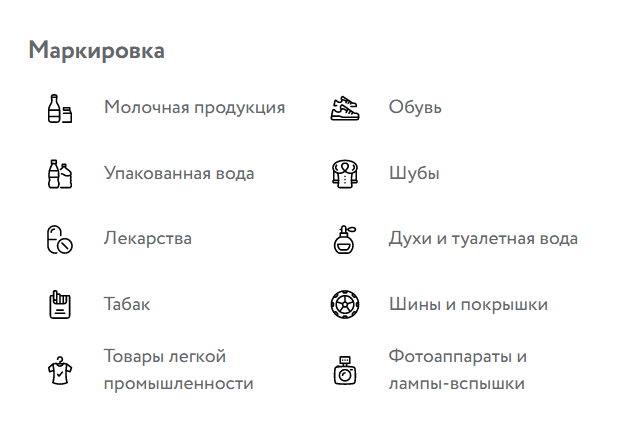 Маркировка
Молочная продукция
Обувь
Упакованная вода
Шубы
Лекарства
Духи и туалетная вода
Табак
Шины и покрышки
Товары легкой
промышленности
Фотоаппараты и
лампы-вспышки